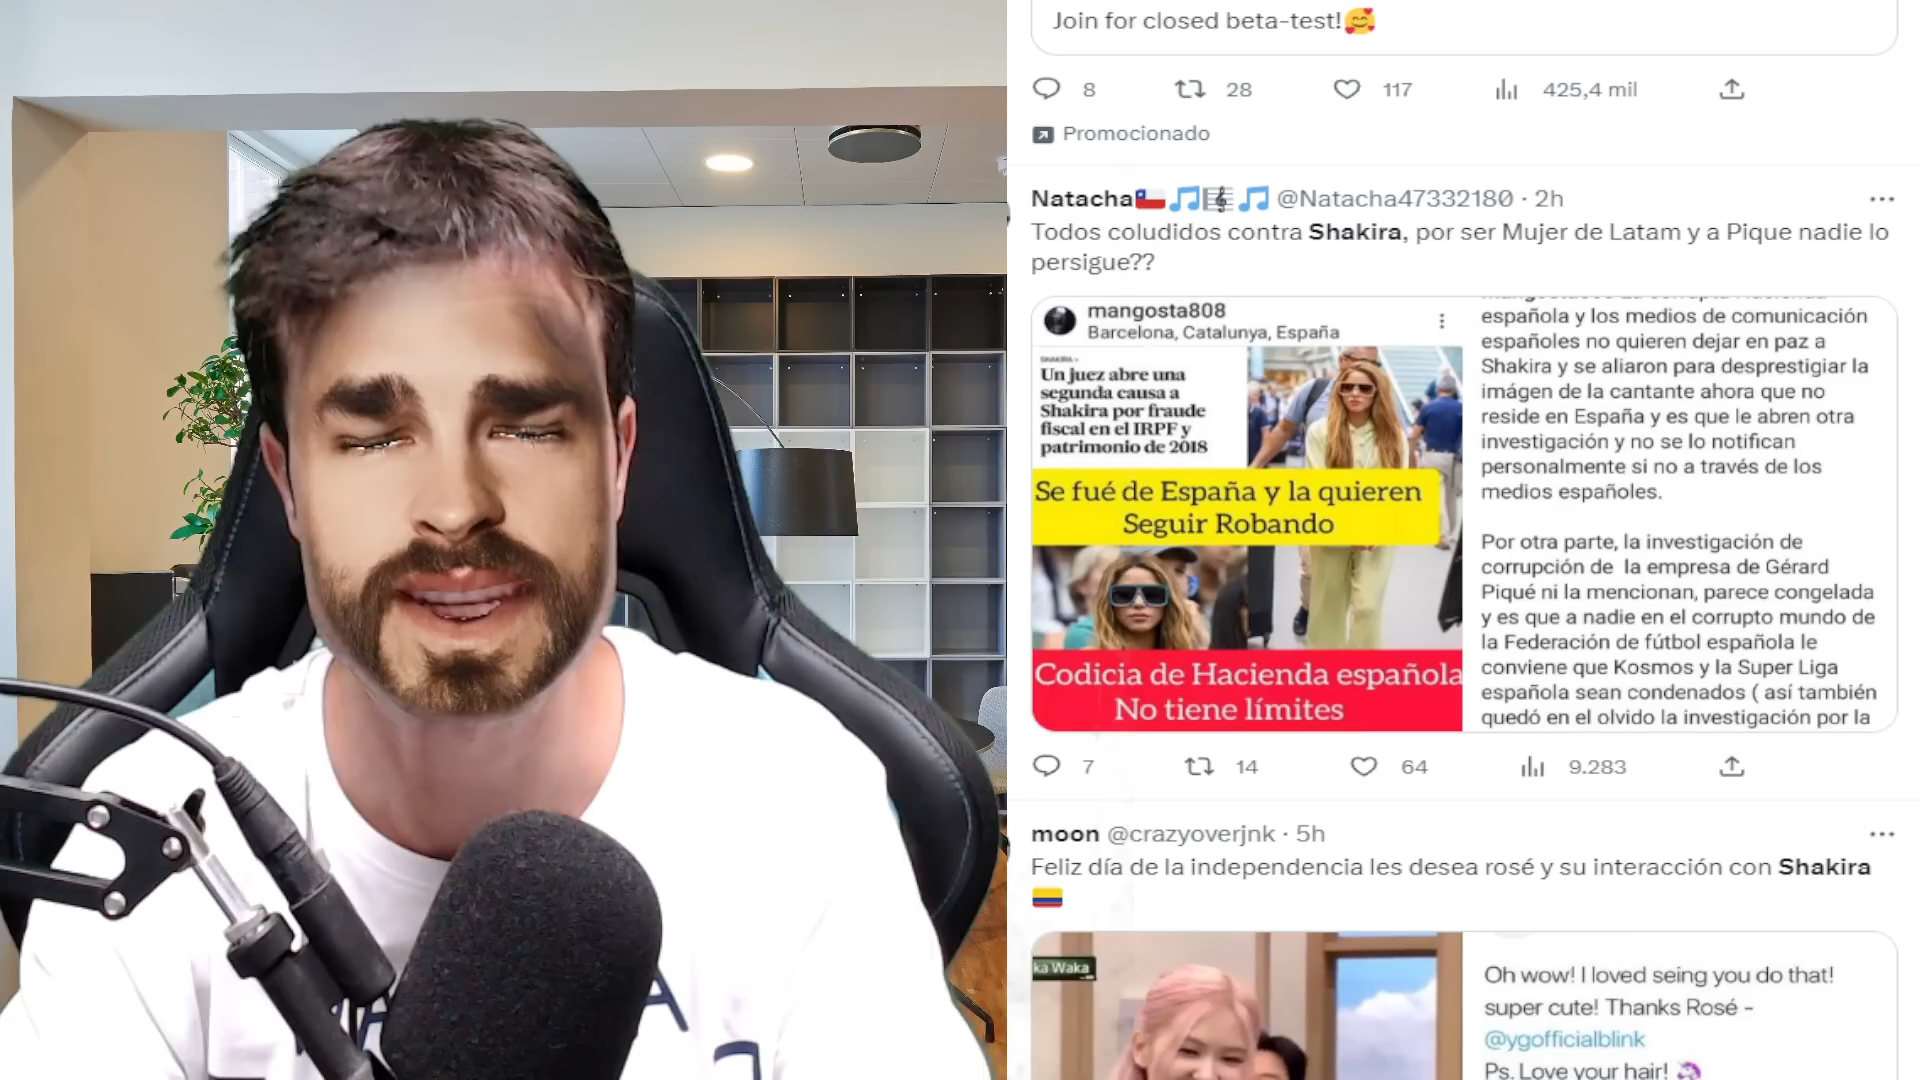 Join for closed beta-test!🥰
8 28 117 425,4 mil
Promocionado
Natacha🇨🇱🎵🎼🎵 @Natacha47332180 · 2h
Todos coludidos contra Shakira, por ser Mujer de Latam y a Pique nadie lo
persigue??
mangosta808
Barcelona, Catalunya, España
SHAKIRA >
Un juez abre una
segunda causa a
Shakira por fraude
fiscal en el IRPF y
patrimonio de 2018
Se fué de España y la quieren
Seguir Robando
Codicia de Hacienda española
No tiene límites
española y los medios de comunicación
españoles no quieren dejar en paz a
Shakira y se aliaron para desprestigiar la
imágen de la cantante ahora que no
reside en España y es que le abren otra
investigación y no se lo notifican
personalmente si no a través de los
medios españoles.
Por otra parte, la investigación de
corrupción de la empresa de Gérard
Piqué ni la mencionan, parece congelada
y es que a nadie en el corrupto mundo de
la Federación de fútbol española le
conviene que Kosmos y la Super Liga
española sean condenados ( así también
quedó en el olvido la investigación por la
7 14 64 9.283
moon @crazyoverjnk · 5h
Feliz día de la independencia les desea rosé y su interacción con Shakira
🇨🇴
ka Waka
Oh wow! I loved seing you do that!
super cute! Thanks Rosé -
@ygofficialblink
Ps. Love your hair! 🦄